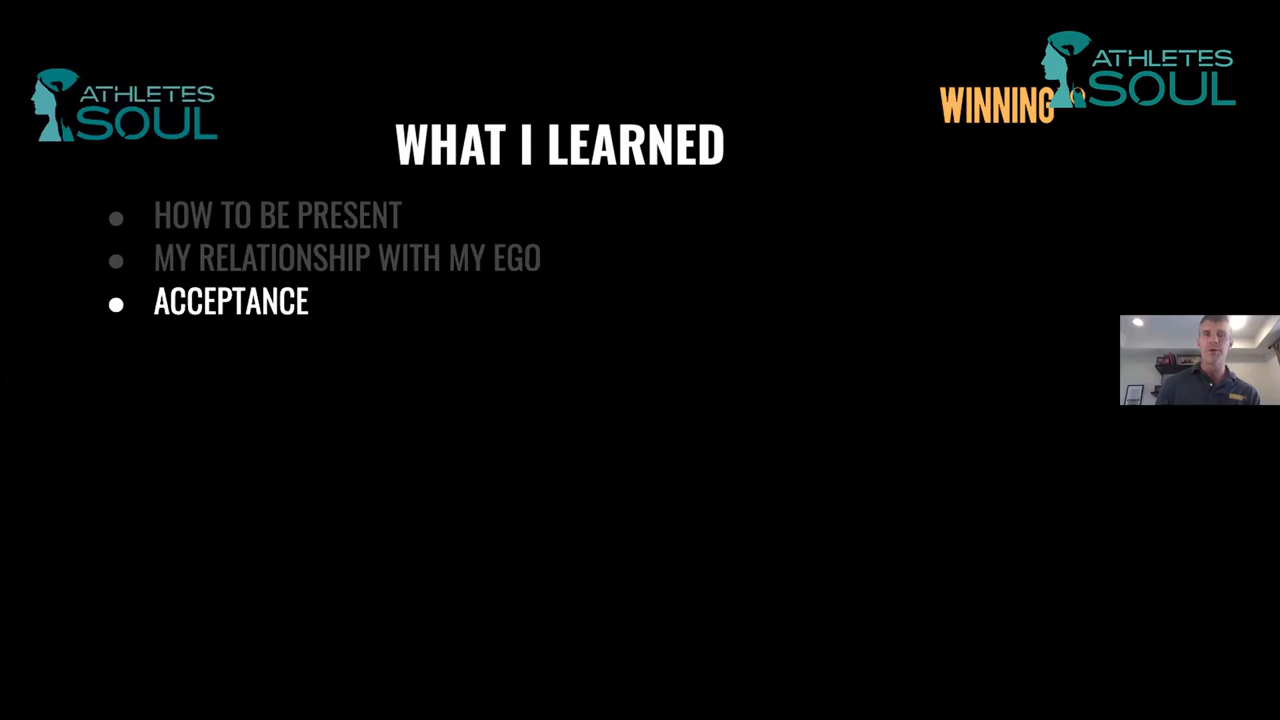 ATHLETES
SOUL
WINNING
ATHLETES
SOUL
WHAT I LEARNED
● HOW TO BE PRESENT
● MY RELATIONSHIP WITH MY EGO
● ACCEPTANCE